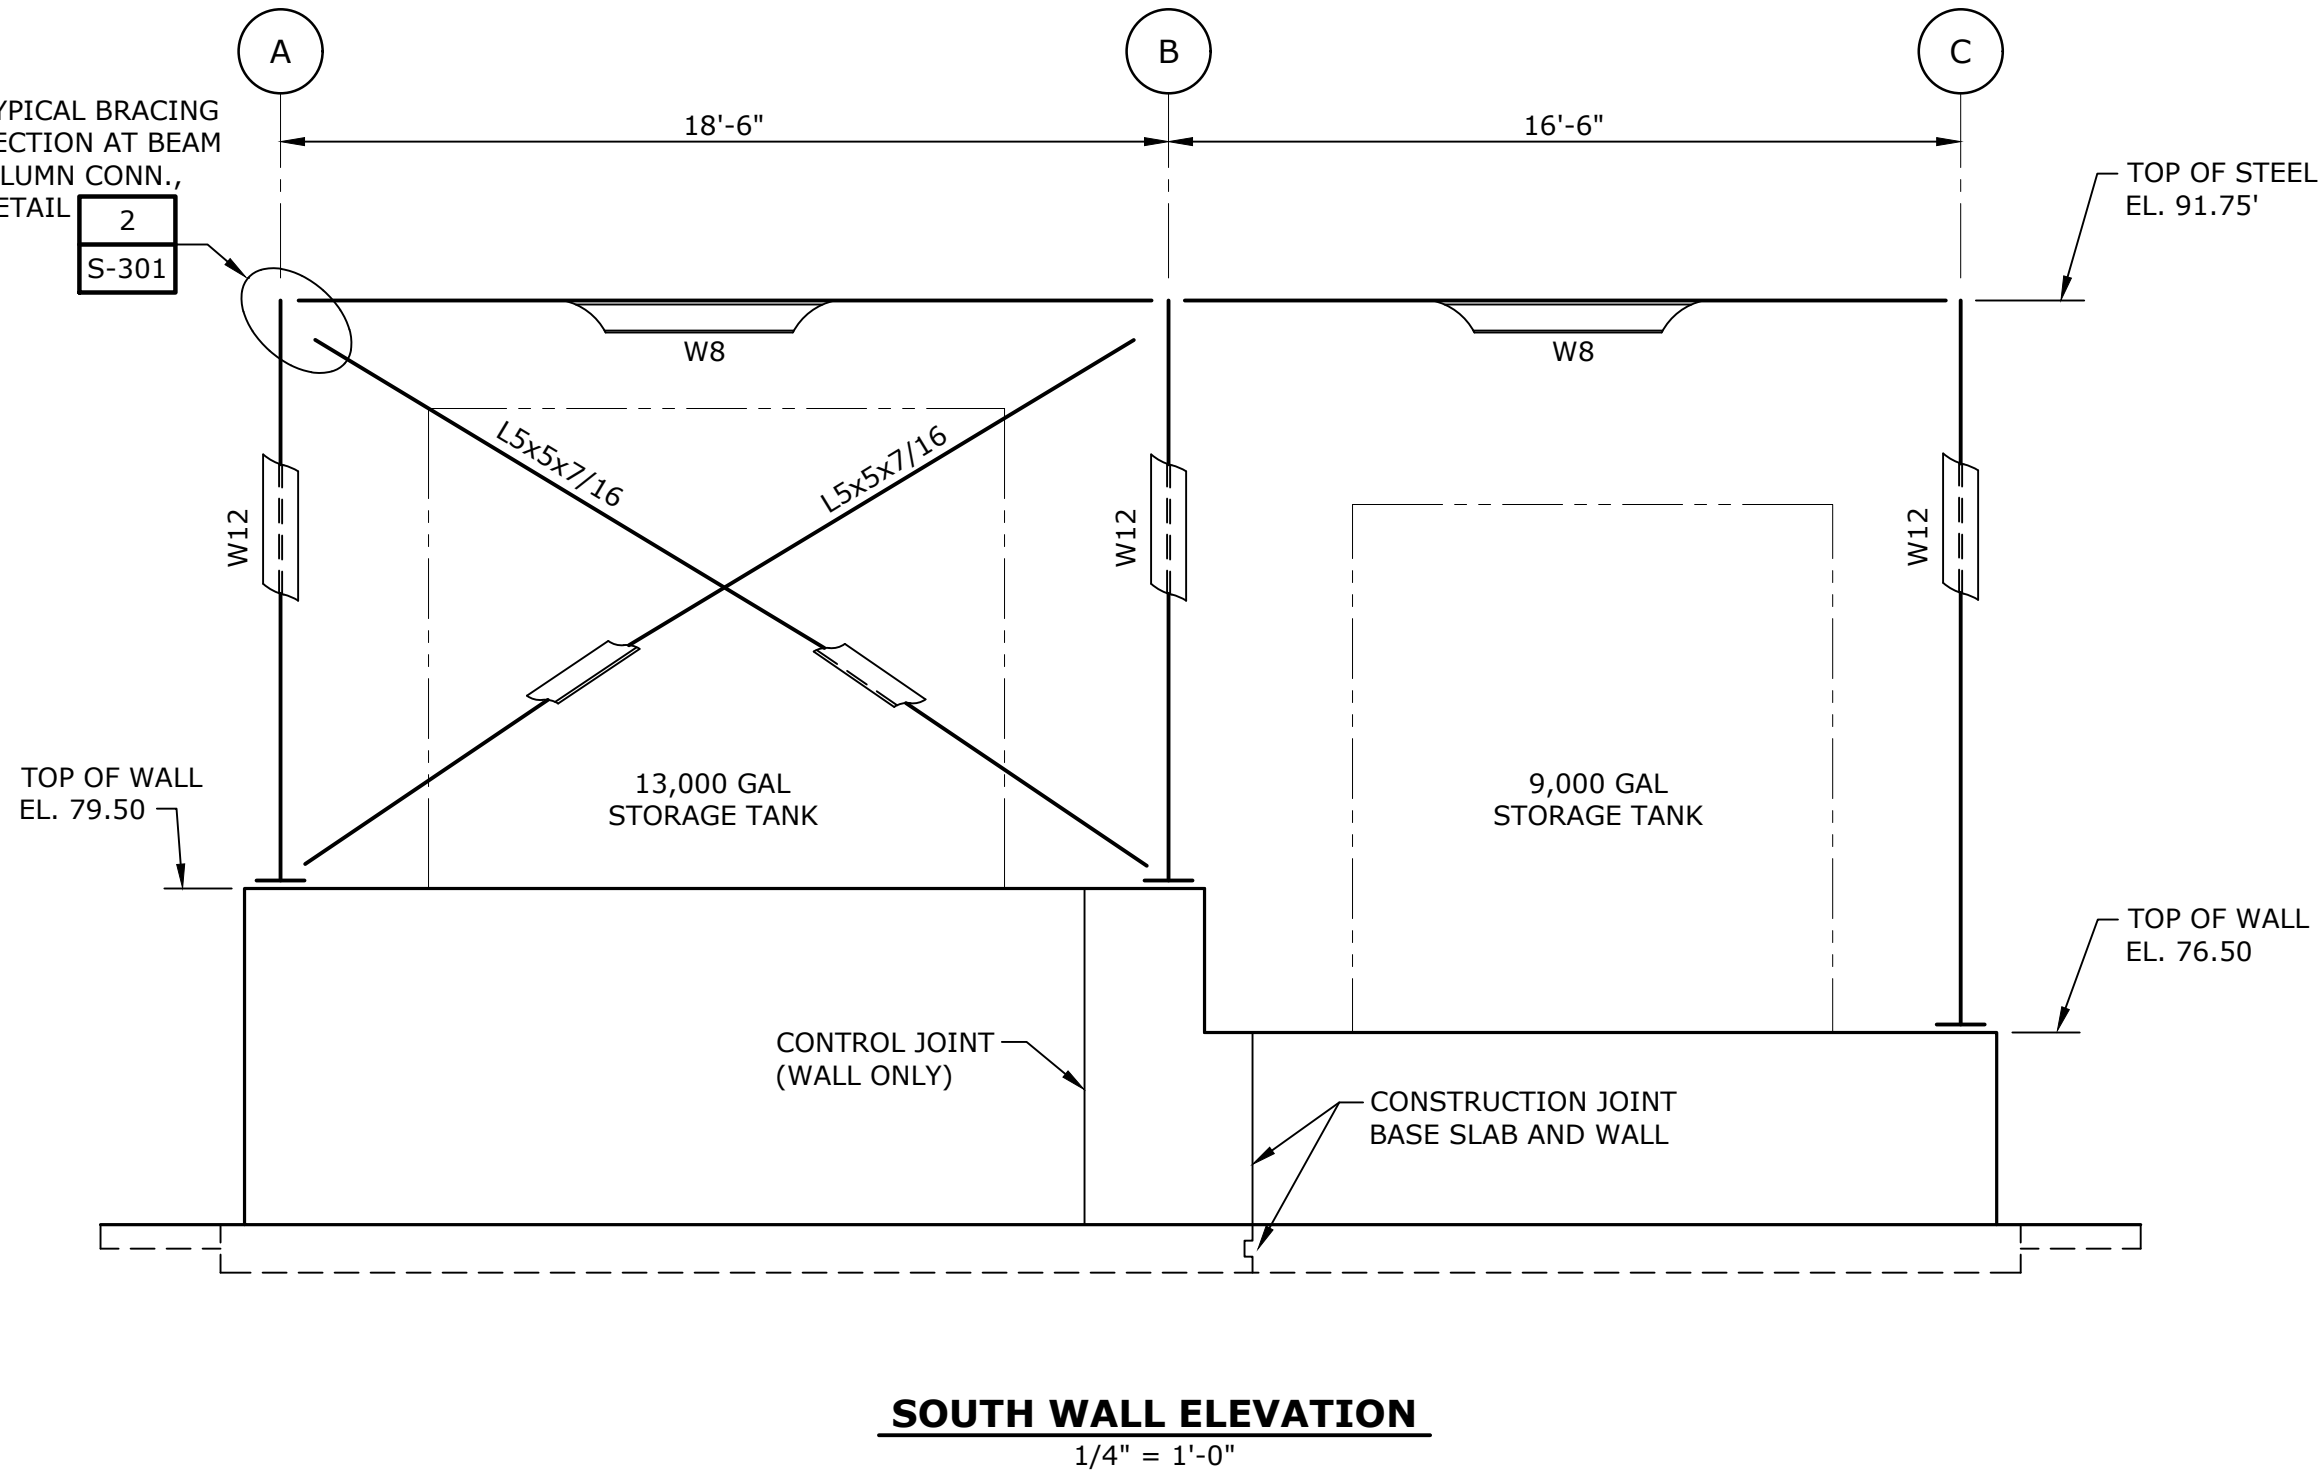 A
B
C
YPICAL BRACING
ECTION AT BEAM
LUMN CONN.,
ETAIL
2
S-301
18'-6"
16'-6"
TOP OF STEEL
EL. 91.75'
W8
W8
L5x5x7/16
L5x5x7/16
W12
W12
W12
TOP OF WALL
EL. 79.50
13,000 GAL
STORAGE TANK
9,000 GAL
STORAGE TANK
TOP OF WALL
EL. 76.50
CONTROL JOINT
(WALL ONLY)
CONSTRUCTION JOINT
BASE SLAB AND WALL
SOUTH WALL ELEVATION
1/4" = 1'-0"